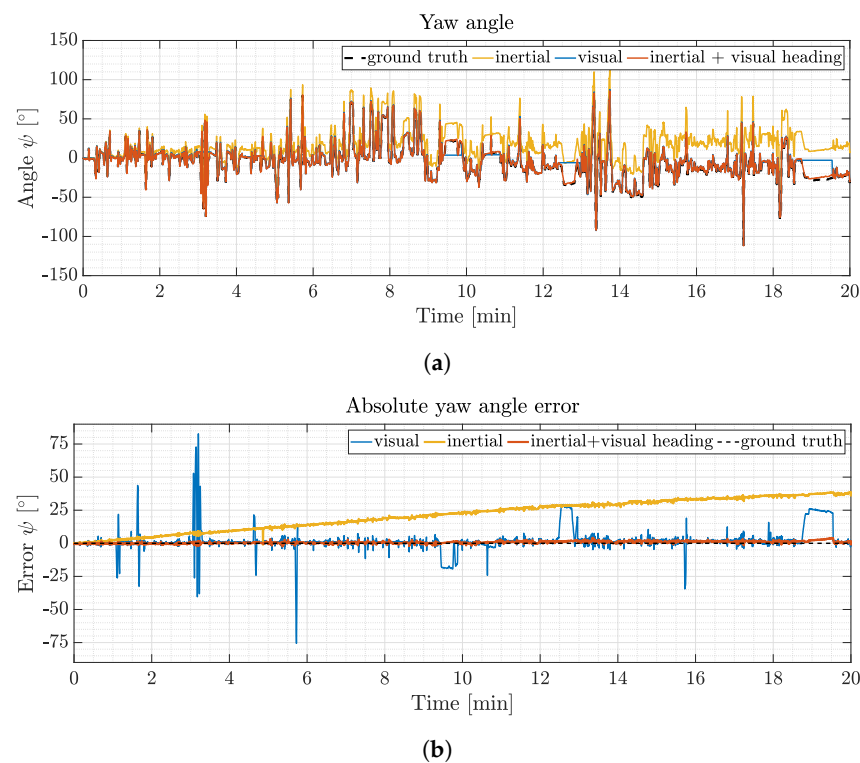 Yaw angle
ground truth inertial visual inertial + visual heading
150
100
50
0
-50
-100
-150
Angle ψ [°]
0 2 4 6 8 10 12 14 16 18 20
Time [min]
(a)
Absolute yaw angle error
visual inertial inertial+visual heading ground truth
75
50
25
0
-25
-50
-75
Error ψ [°]
0 2 4 6 8 10 12 14 16 18 20
Time [min]
(b)